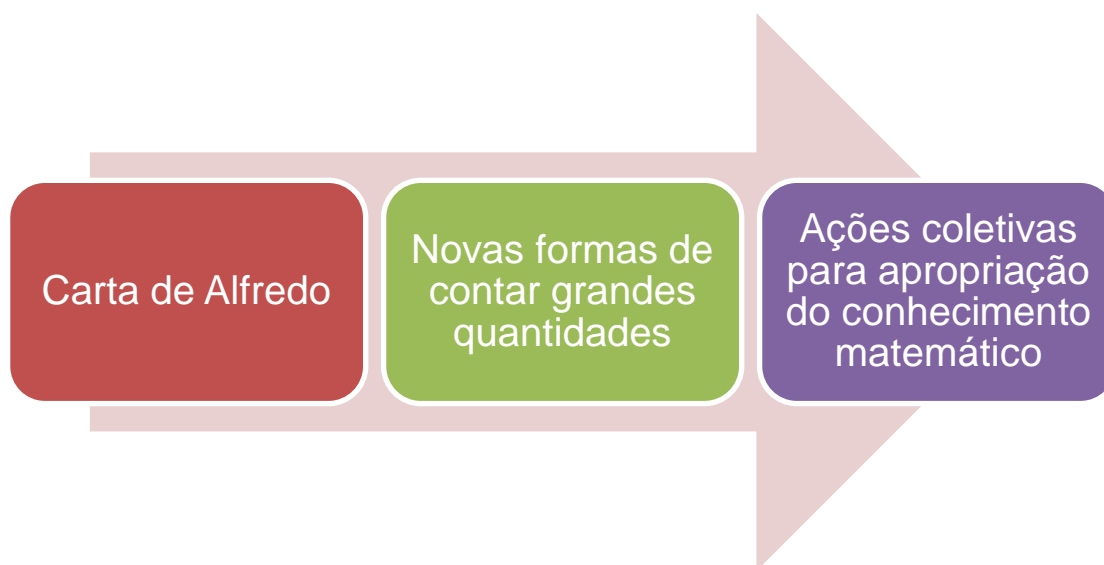 Carta de Alfredo
Novas formas de
contar grandes
quantidades
Ações coletivas
para apropriação
do conhecimento
matemático